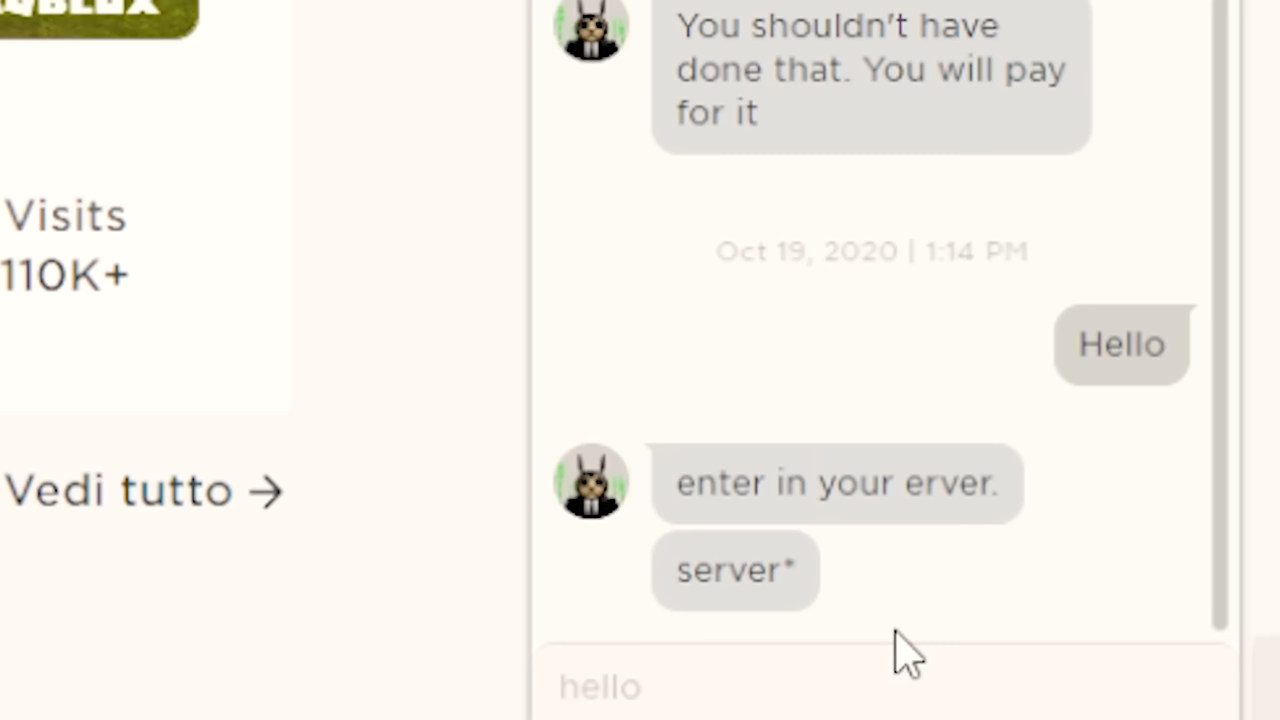 You shouldn't have
done that. You will pay
for it
Visits
110K+
Oct 19, 2020 | 1:14 PM
Hello
Vedi tutto →
enter in your erver.
server*
hello